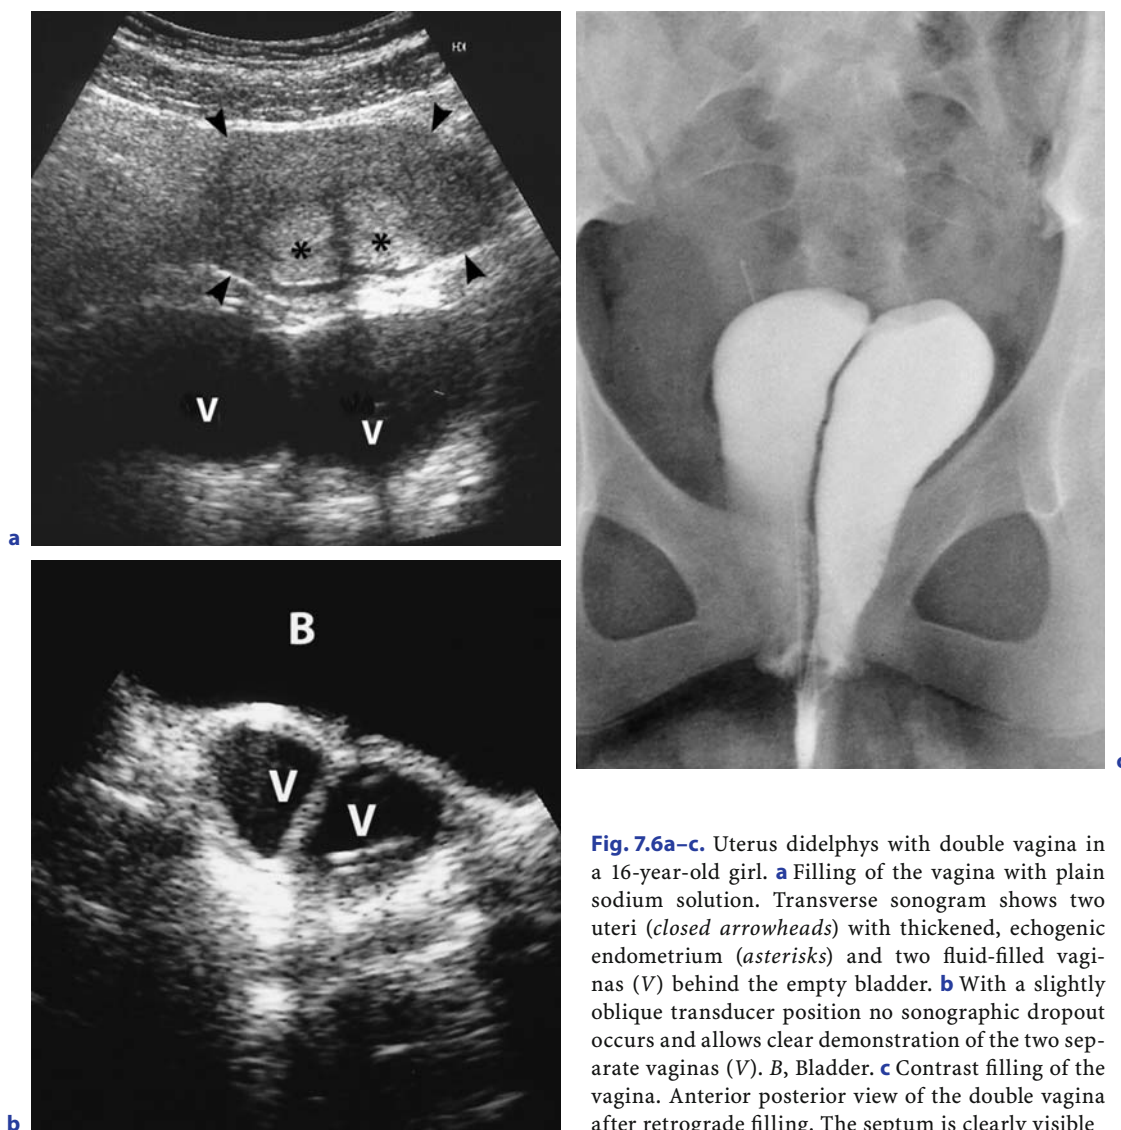 a
V
V
*
*
b
B
V
V
Fig. 7.6a–c. Uterus didelphys with double vagina in
a 16-year-old girl. a Filling of the vagina with plain
sodium solution. Transverse sonogram shows two
uteri (closed arrowheads) with thickened, echogenic
endometrium (asterisks) and two fluid-filled vagi-
nas (V) behind the empty bladder. b With a slightly
oblique transducer position no sonographic dropout
occurs and allows clear demonstration of the two sep-
arate vaginas (V). B, Bladder. c Contrast filling of the
vagina. Anterior posterior view of the double vagina
after retrograde filling. The septum is clearly visible